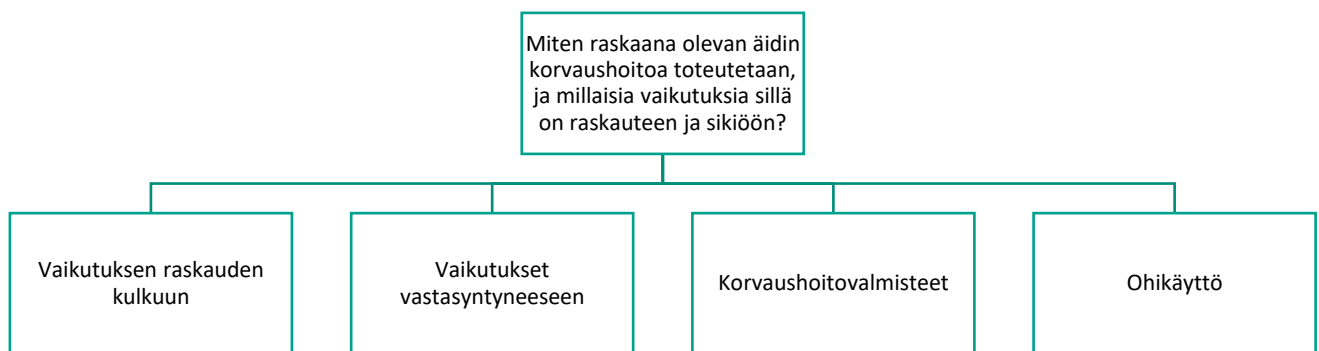 Miten raskaana olevan äidin
korvaushoitoa toteutetaan,
ja millaisia vaikutuksia sillä
on raskauteen ja sikiöön?
Vaikutuksen raskauden
kulkuun
Vaikutukset
vastasyntyneeseen
Korvaushoitovalmisteet
Ohikäyttö